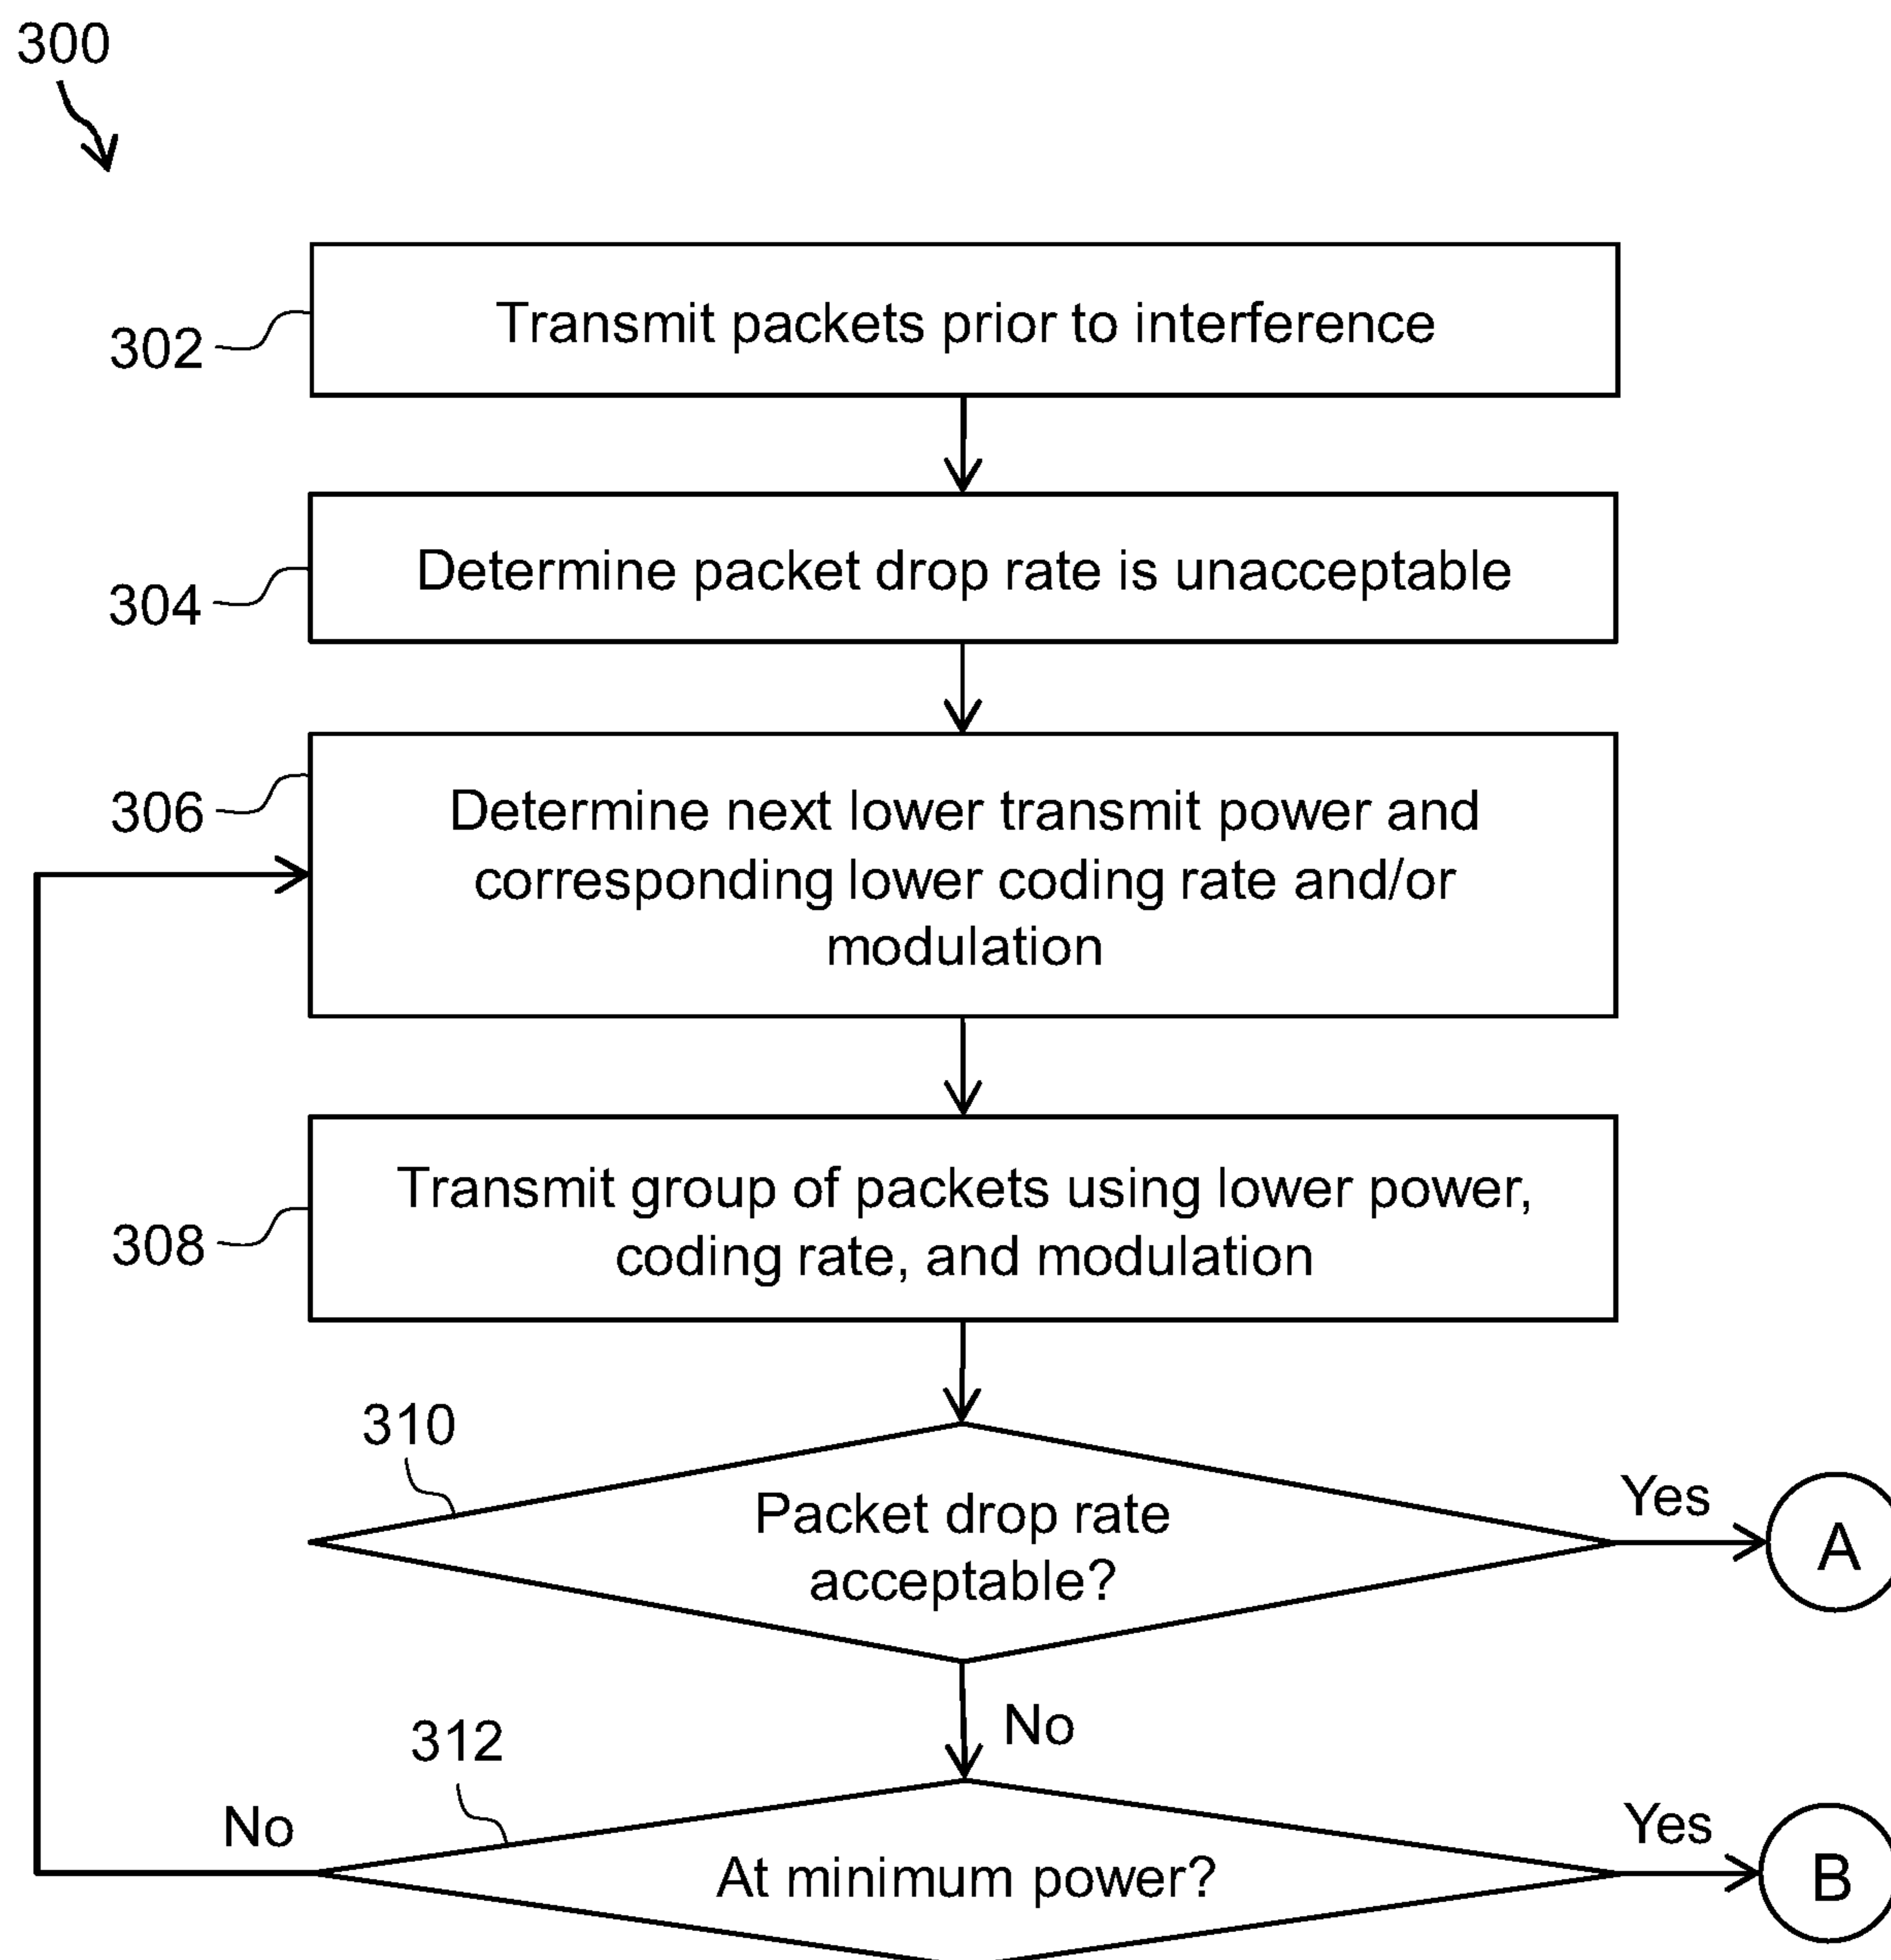 300
302
Transmit packets prior to interference
304
Determine packet drop rate is unacceptable
306
Determine next lower transmit power and
corresponding lower coding rate and/or
modulation
308
Transmit group of packets using lower power,
coding rate, and modulation
310
Packet drop rate
acceptable?
Yes
A
No
312
At minimum power?
No
Yes
B